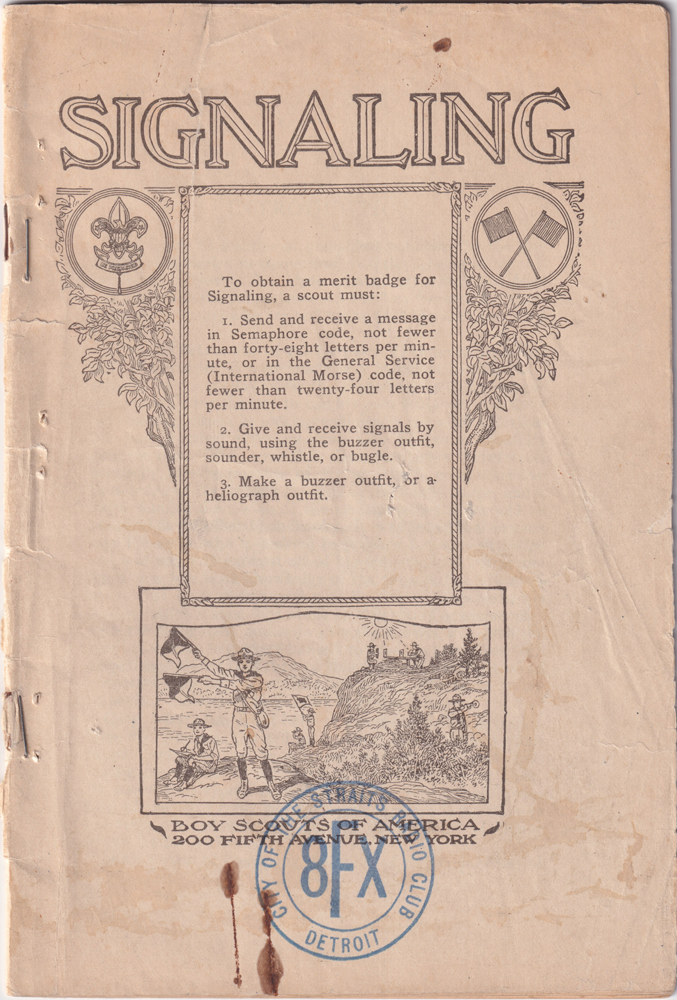 SIGNALING
To obtain a merit badge for
Signaling, a scout must:
1. Send and receive a message
in Semaphore code, not fewer
than forty-eight letters per min-
ute, or in the General Service
(International Morse) code, not
fewer than twenty-four letters
per minute.
2. Give and receive signals by
sound, using the buzzer outfit,
sounder, whistle, or bugle.
3. Make a buzzer outfit, or a
heliograph outfit.
BOY SCOUTS OF AMERICA
200 FIFTH AVENUE, NEW YORK
CITY OF THE STRAITS RADIO CLUB
8FX
DETROIT